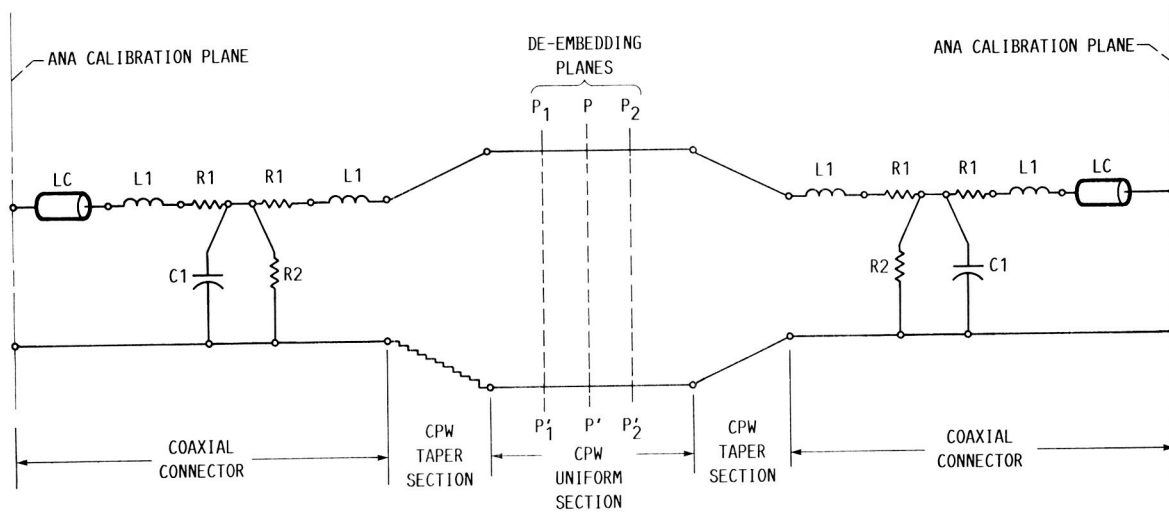 DE-EMBEDDING
PLANES
ANA CALIBRATION PLANE
ANA CALIBRATION PLANE
P1 P P2
LC L1 R1 R1 L1
L1 R1 R1 L1 LC
C1 R2
R2 C1
P'1 P' P'2
COAXIAL
CONNECTOR
CPW
TAPER
SECTION
CPW
UNIFORM
SECTION
CPW
TAPER
SECTION
COAXIAL
CONNECTOR